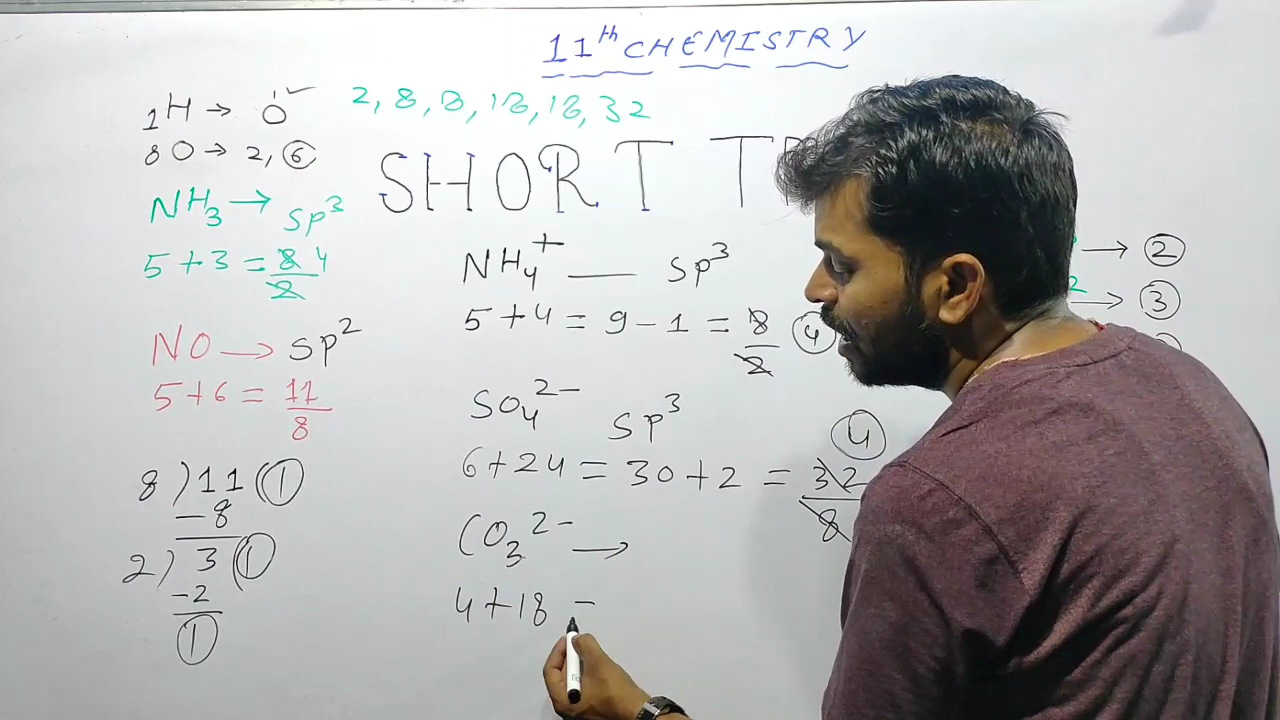 11th CHEMISTRY
1H → 0 ✓
8O → 2, 6
2, 8, 8, 18, 18, 32
SHORT TR
NH3 → sp3
5 + 3 = 8/2 4
NO → SP2
5 + 6 = 11/8
8 ) 11 ( 1
- 8
2 ) 3 ( 1
- 2
1
NH4+ — SP3
5 + 4 = 9 - 1 = 8/2 4
SO4 2- SP3
6 + 24 = 30 + 2 = 32/8 4
CO3 2- →
4 + 18 -
→ 2
2 → 3